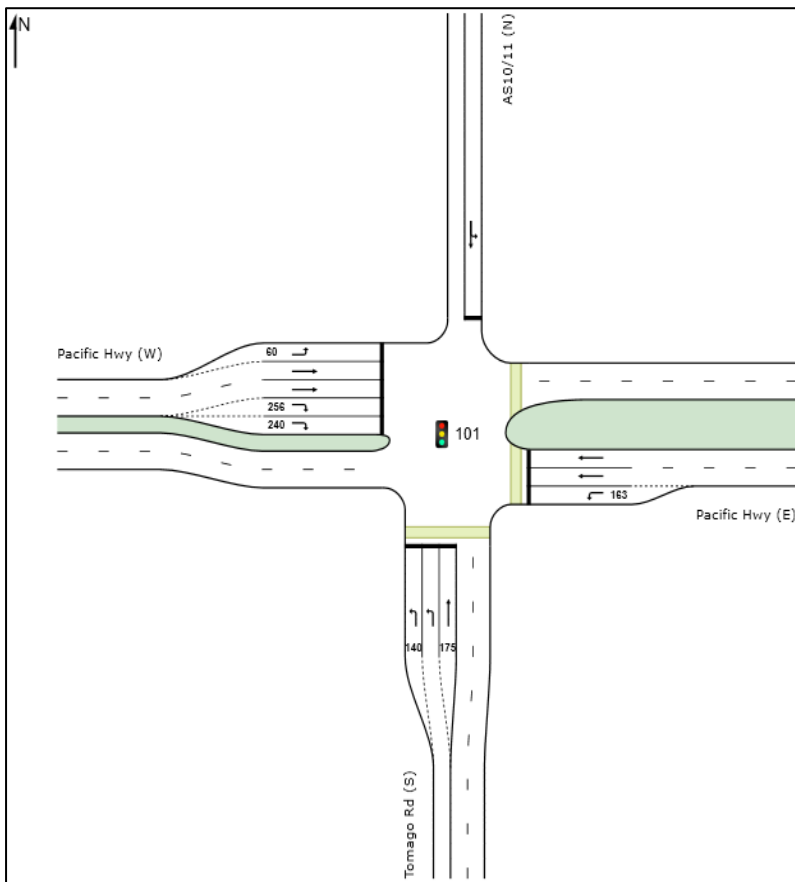 N
AS10/11 (N)
Pacific Hwy (W)
60
256
240
101
163
Pacific Hwy (E)
140
175
Tomago Rd (S)